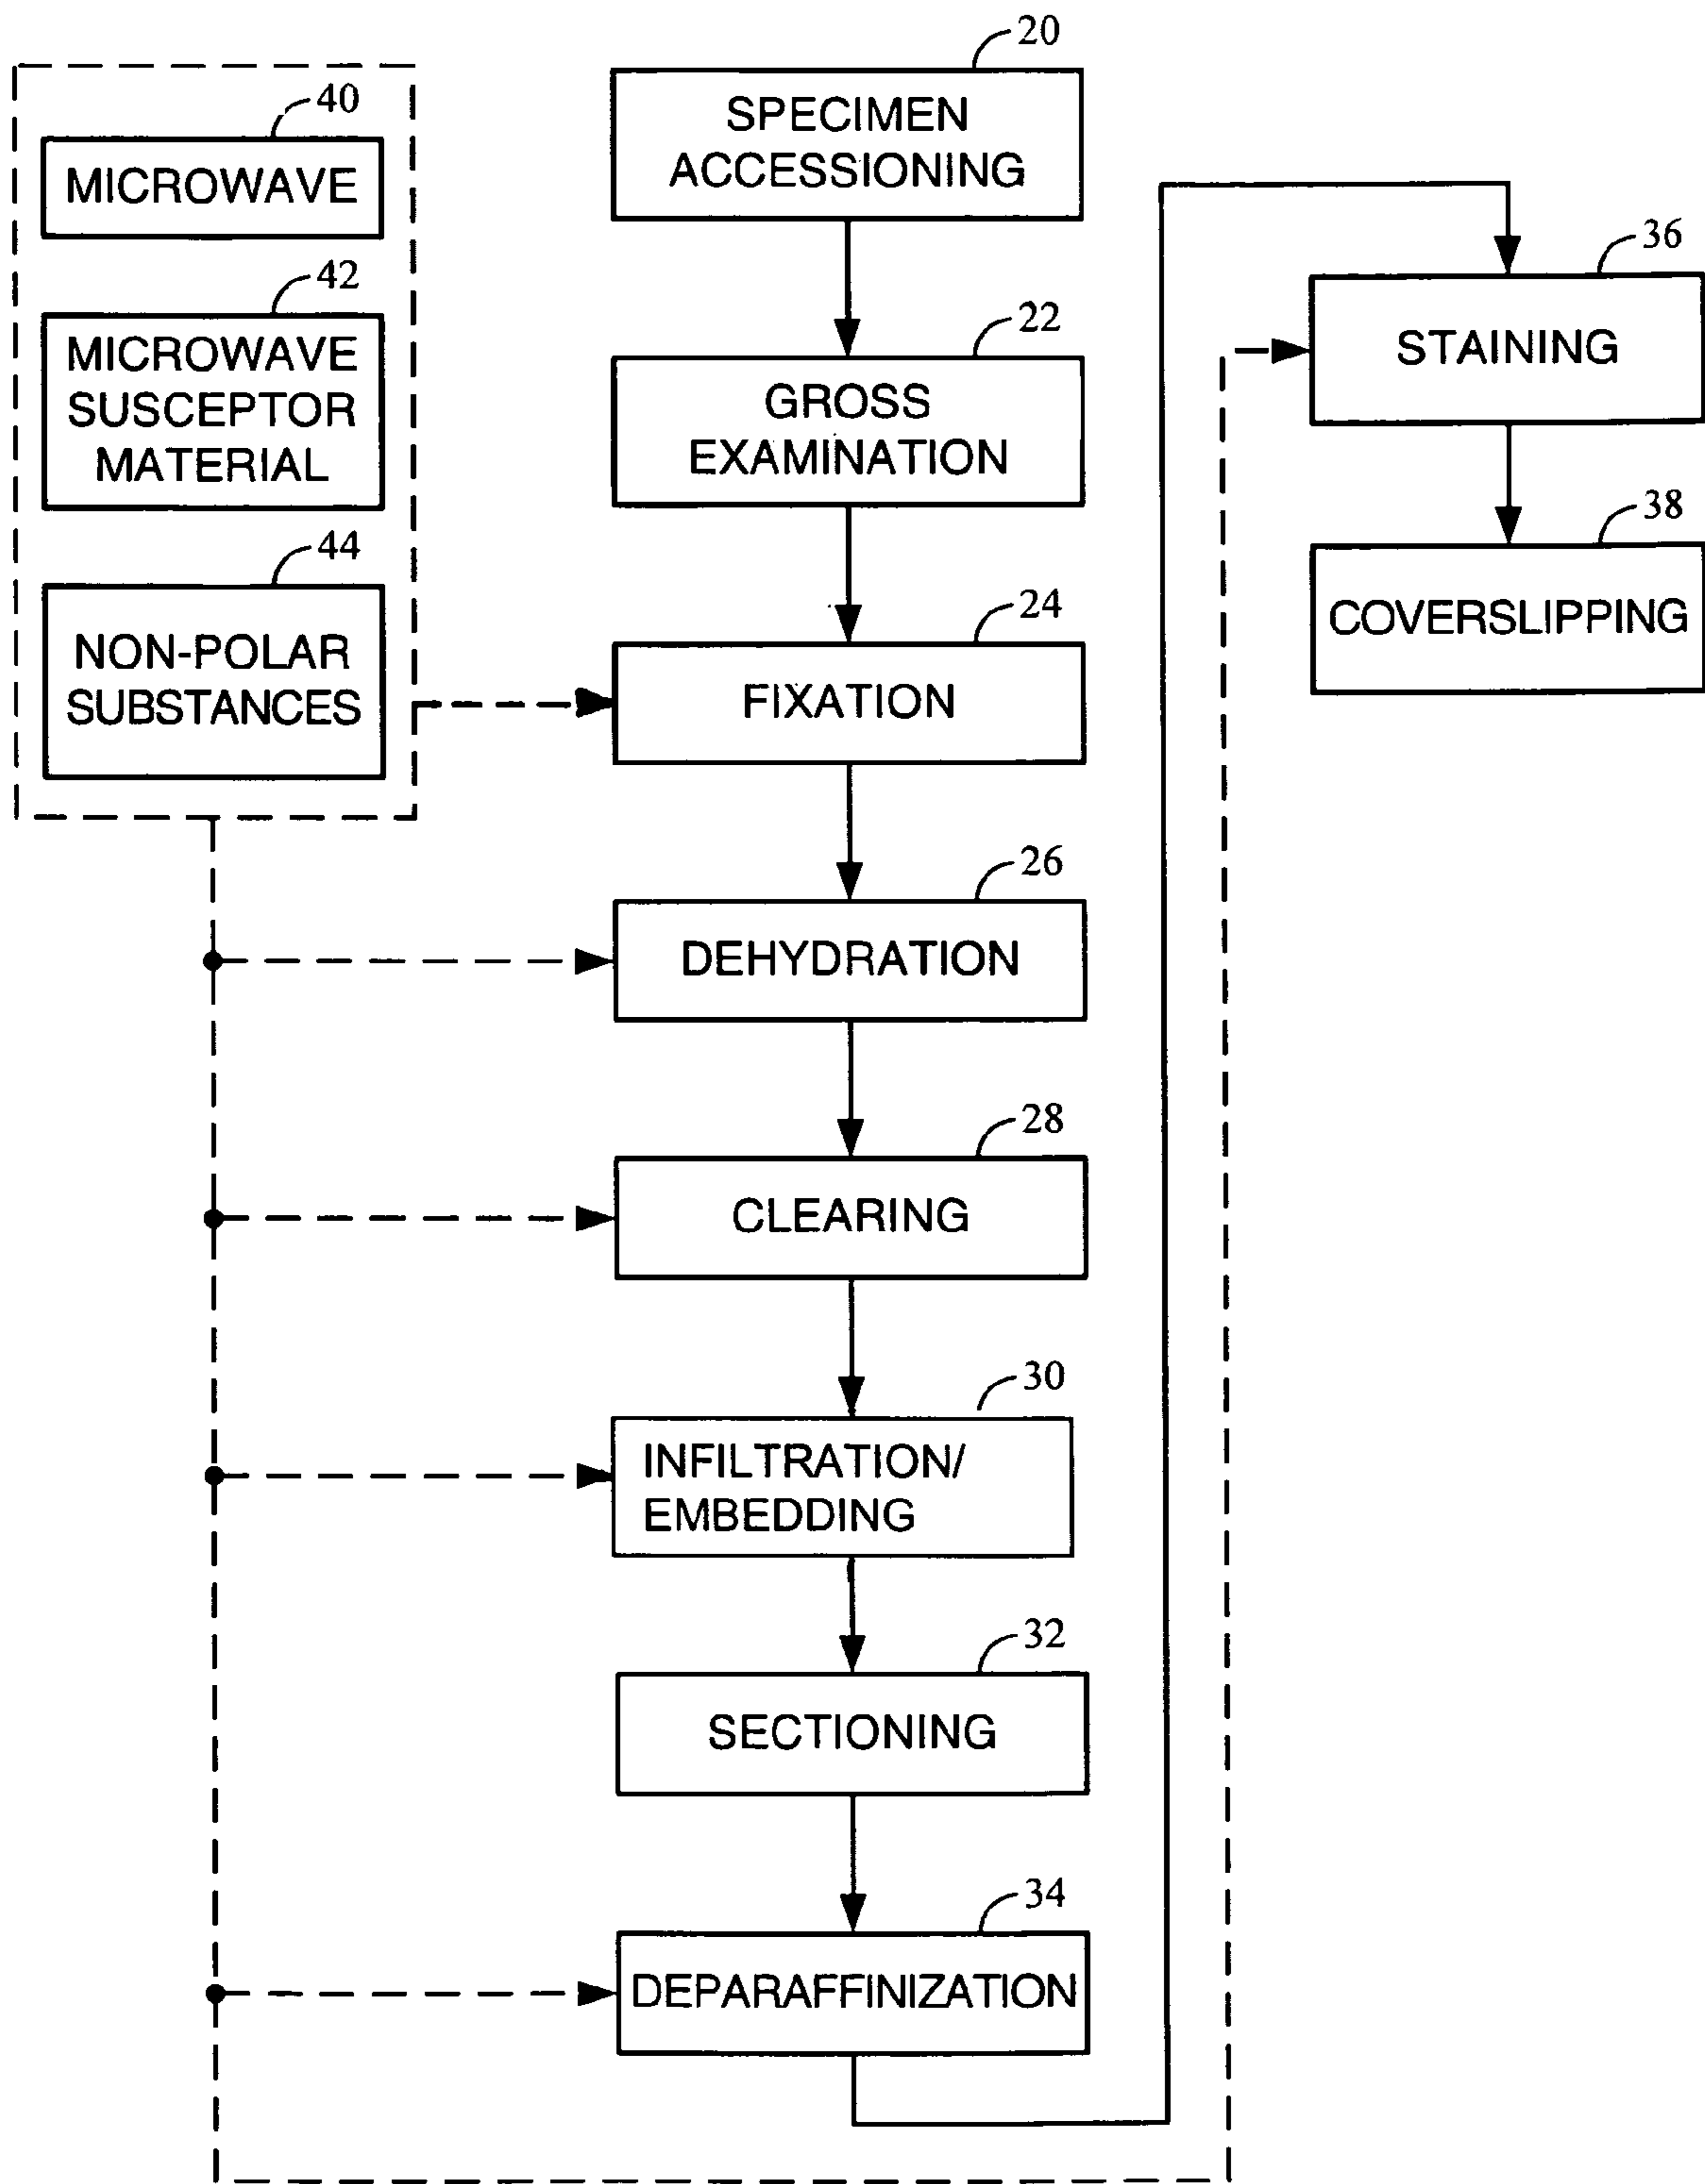 40
MICROWAVE
42
MICROWAVE
SUSCEPTOR
MATERIAL
44
NON-POLAR
SUBSTANCES
20
SPECIMEN
ACCESSIONING
22
GROSS
EXAMINATION
24
FIXATION
26
DEHYDRATION
28
CLEARING
30
INFILTRATION/
EMBEDDING
32
SECTIONING
34
DEPARAFFINIZATION
36
STAINING
38
COVERSLIPPING